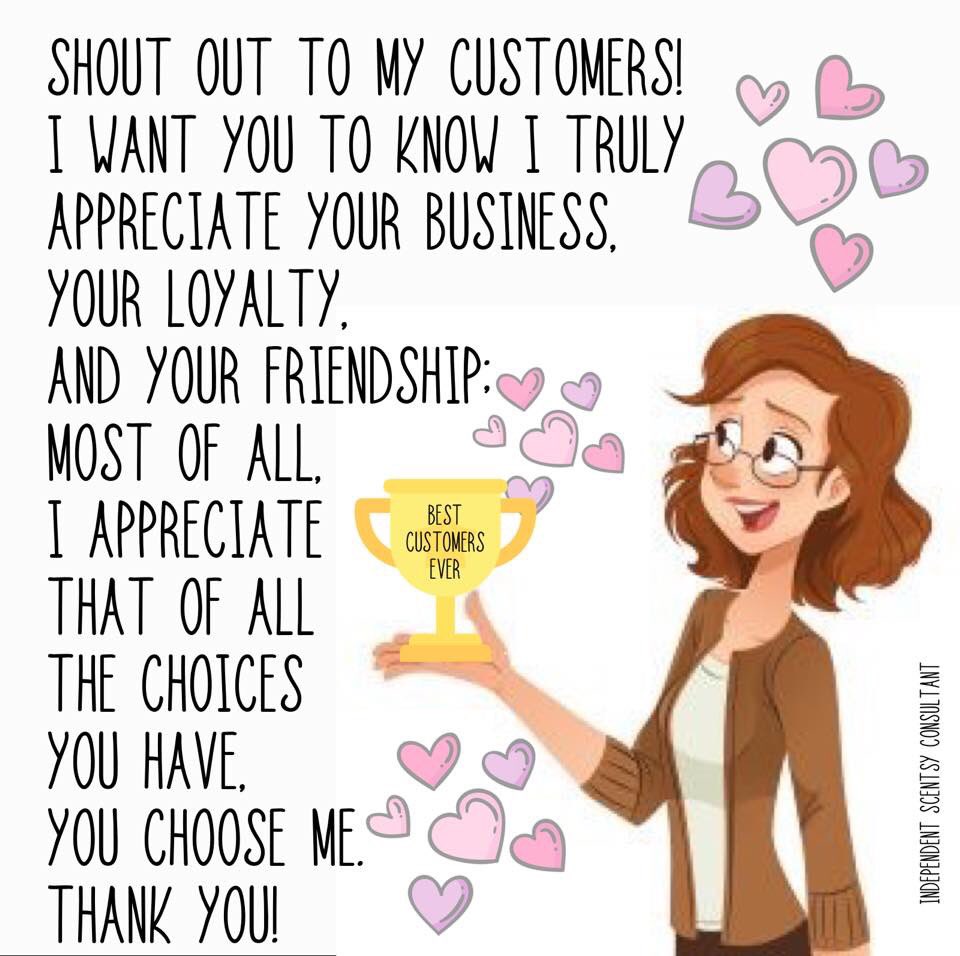 SHOUT OUT TO MY CUSTOMERS!
I WANT YOU TO KNOW I TRULY
APPRECIATE YOUR BUSINESS,
YOUR LOYALTY,
AND YOUR FRIENDSHIP;
MOST OF ALL,
I APPRECIATE
THAT OF ALL
THE CHOICES
YOU HAVE,
YOU CHOOSE ME.
THANK YOU!
BEST
CUSTOMERS
EVER
INDEPENDENT SCENTSY CONSULTANT